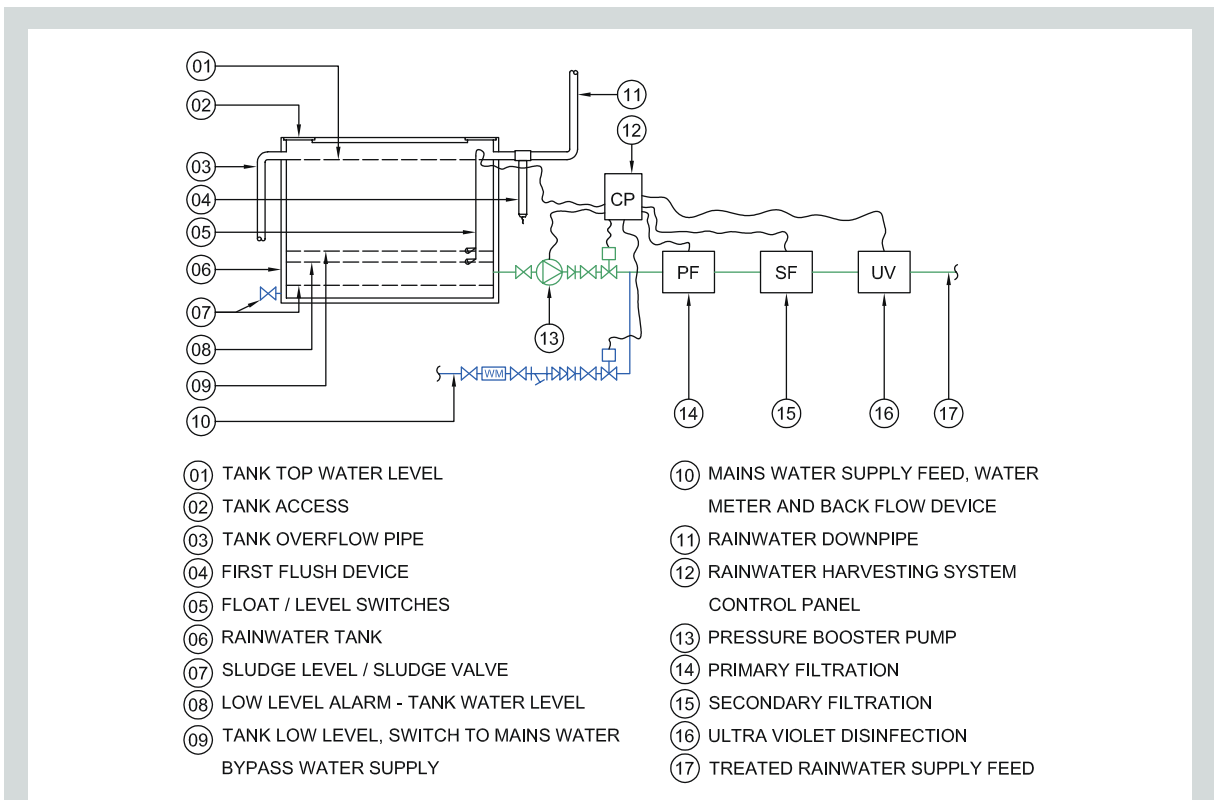 01
02
03
04
05
06
07
08
09
10
11
12
CP
PF
SF
UV
13
WM
14
15
16
17
01 TANK TOP WATER LEVEL
02 TANK ACCESS
03 TANK OVERFLOW PIPE
04 FIRST FLUSH DEVICE
05 FLOAT / LEVEL SWITCHES
06 RAINWATER TANK
07 SLUDGE LEVEL / SLUDGE VALVE
08 LOW LEVEL ALARM - TANK WATER LEVEL
09 TANK LOW LEVEL, SWITCH TO MAINS WATER
BYPASS WATER SUPPLY
10 MAINS WATER SUPPLY FEED, WATER
METER AND BACK FLOW DEVICE
11 RAINWATER DOWNPIPE
12 RAINWATER HARVESTING SYSTEM
CONTROL PANEL
13 PRESSURE BOOSTER PUMP
14 PRIMARY FILTRATION
15 SECONDARY FILTRATION
16 ULTRA VIOLET DISINFECTION
17 TREATED RAINWATER SUPPLY FEED